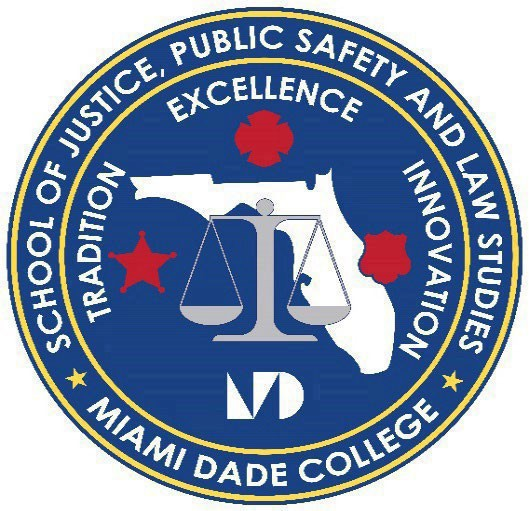 SCHOOL OF JUSTICE, PUBLIC SAFETY AND LAW STUDIES
TRADITION
EXCELLENCE
INNOVATION
MD
MIAMI DADE COLLEGE